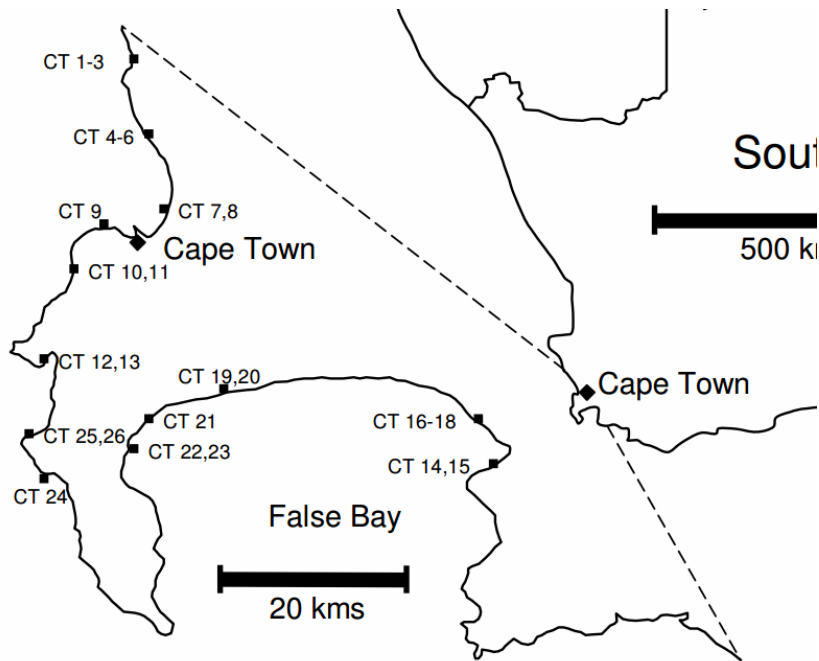 CT 1-3
CT 4-6
CT 9
CT 7,8
Cape Town
CT 10,11
CT 12,13
CT 19,20
CT 21
CT 16-18
CT 25,26
CT 22,23
CT 14,15
CT 24
False Bay
20 kms
Sout
500 k
Cape Town